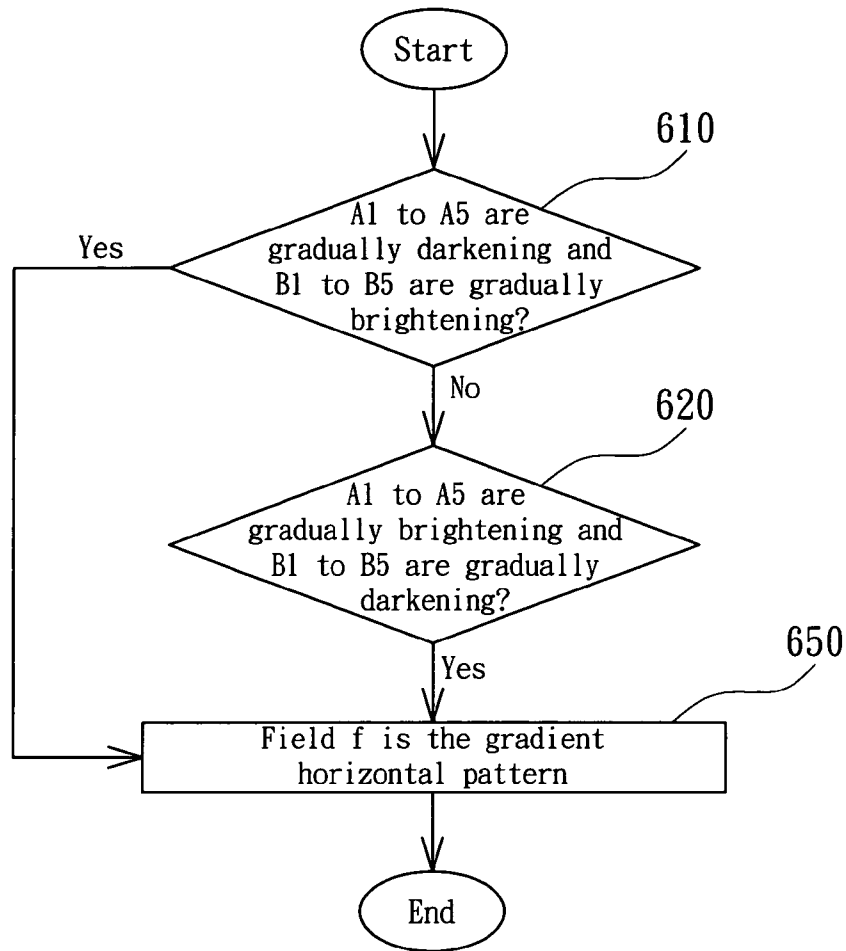 Start
610
A1 to A5 are
gradually darkening and
B1 to B5 are gradually
brightening?
Yes
No
620
A1 to A5 are
gradually brightening and
B1 to B5 are gradually
darkening?
Yes
650
Field f is the gradient
horizontal pattern
End